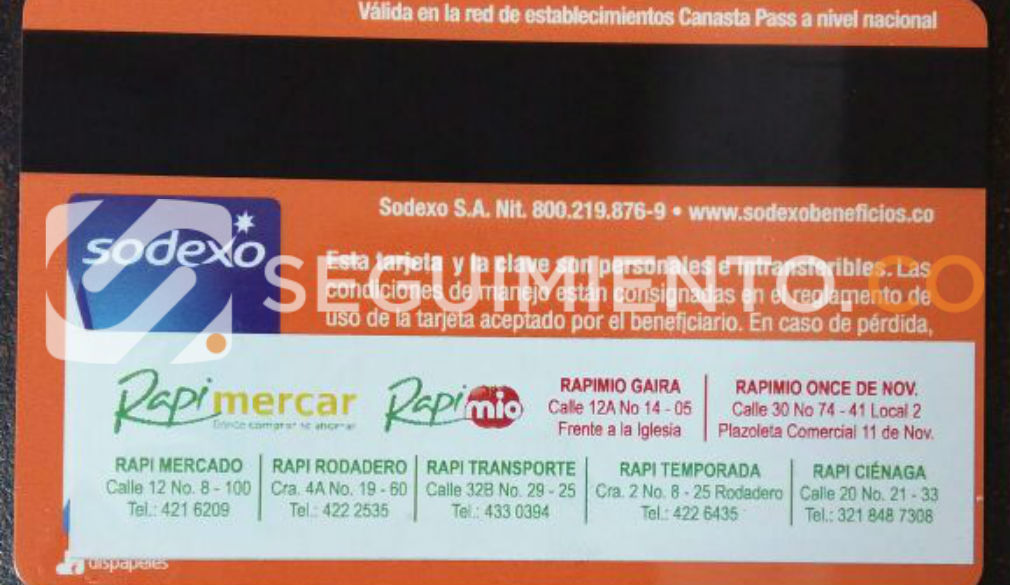 Válida en la red de establecimientos Canasta Pass a nivel nacional
Sodexo S.A. Nit. 800.219.876-9 • www.sodexobeneficios.co
sodexo
Esta tarjeta y la clave son personales e intransferibles. Las
condiciones de manejo están consignadas en el reglamento de
uso de la tarjeta aceptado por el beneficiario. En caso de pérdida,
SEGUIMIENTO.CO
Rapimercar
Donde comprar es ahorrar
Rapimio
RAPIMIO GAIRA
Calle 12A No 14 - 05
Frente a la Iglesia
RAPIMIO ONCE DE NOV.
Calle 30 No 74 - 41 Local 2
Plazoleta Comercial 11 de Nov.
RAPI MERCADO
Calle 12 No. 8 - 100
Tel.: 421 6209
RAPI RODADERO
Cra. 4A No. 19 - 60
Tel.: 422 2535
RAPI TRANSPORTE
Calle 32B No. 29 - 25
Tel.: 433 0394
RAPI TEMPORADA
Cra. 2 No. 8 - 25 Rodadero
Tel.: 422 6435
RAPI CIÉNAGA
Calle 20 No. 21 - 33
Tel.: 321 848 7308
dispapeles